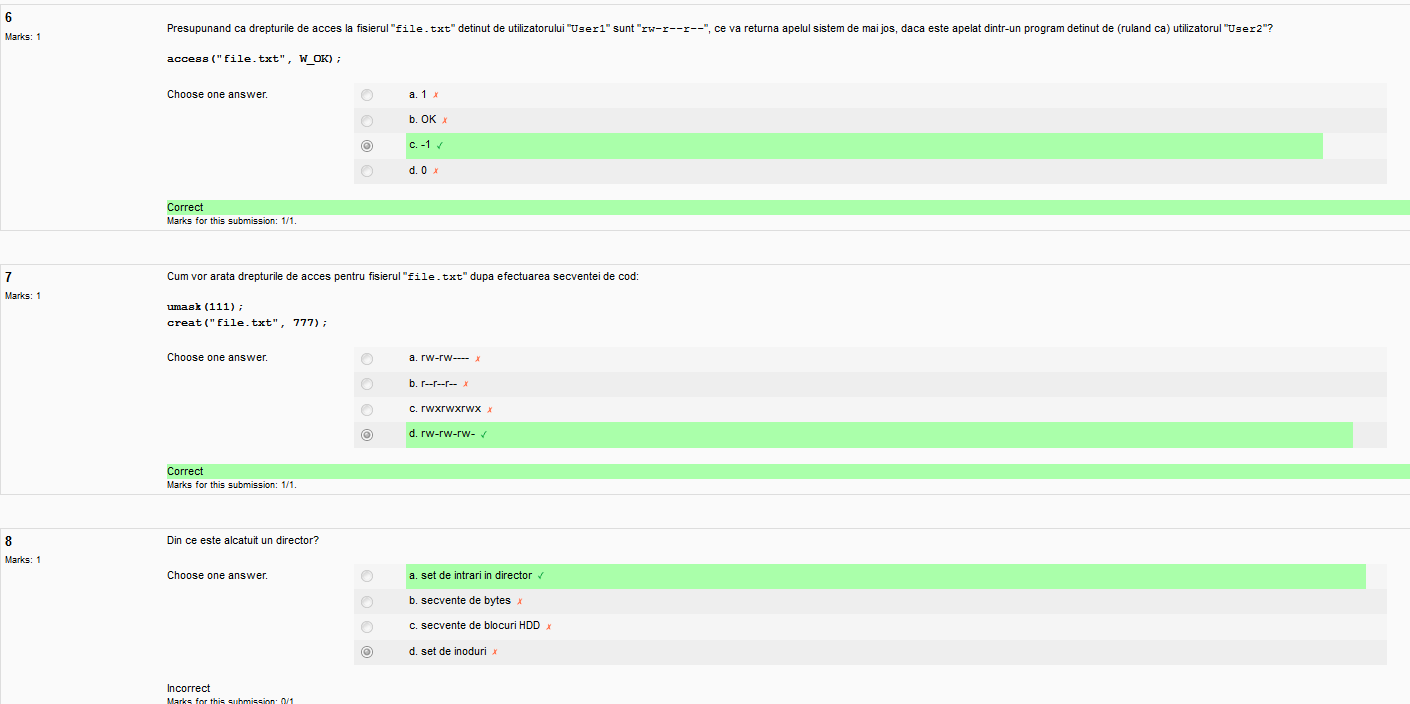 6
Marks: 1
Presupunand ca drepturile de acces la fisierul "file.txt" detinut de utilizatorului "User1" sunt "rw-r--r--", ce va returna apelul sistem de mai jos, daca este apelat dintr-un program detinut de (ruland ca) utilizatorul "User2"?
access("file.txt", W_OK);
Choose one answer.
a. 1 ✗
b. OK ✗
c. -1 ✓
d. 0 ✗
Correct
Marks for this submission: 1/1.
7
Marks: 1
Cum vor arata drepturile de acces pentru fisierul "file.txt" dupa efectuarea secventei de cod:
umask(111);
creat("file.txt", 777);
Choose one answer.
a. rw-rw---- ✗
b. r--r--r-- ✗
c. rwxrwxrwx ✗
d. rw-rw-rw- ✓
Correct
Marks for this submission: 1/1.
8
Marks: 1
Din ce este alcatuit un director?
Choose one answer.
a. set de intrari in director ✓
b. secvente de bytes ✗
c. secvente de blocuri HDD ✗
d. set de inoduri ✗
Incorrect
Marks for this submission: 0/1